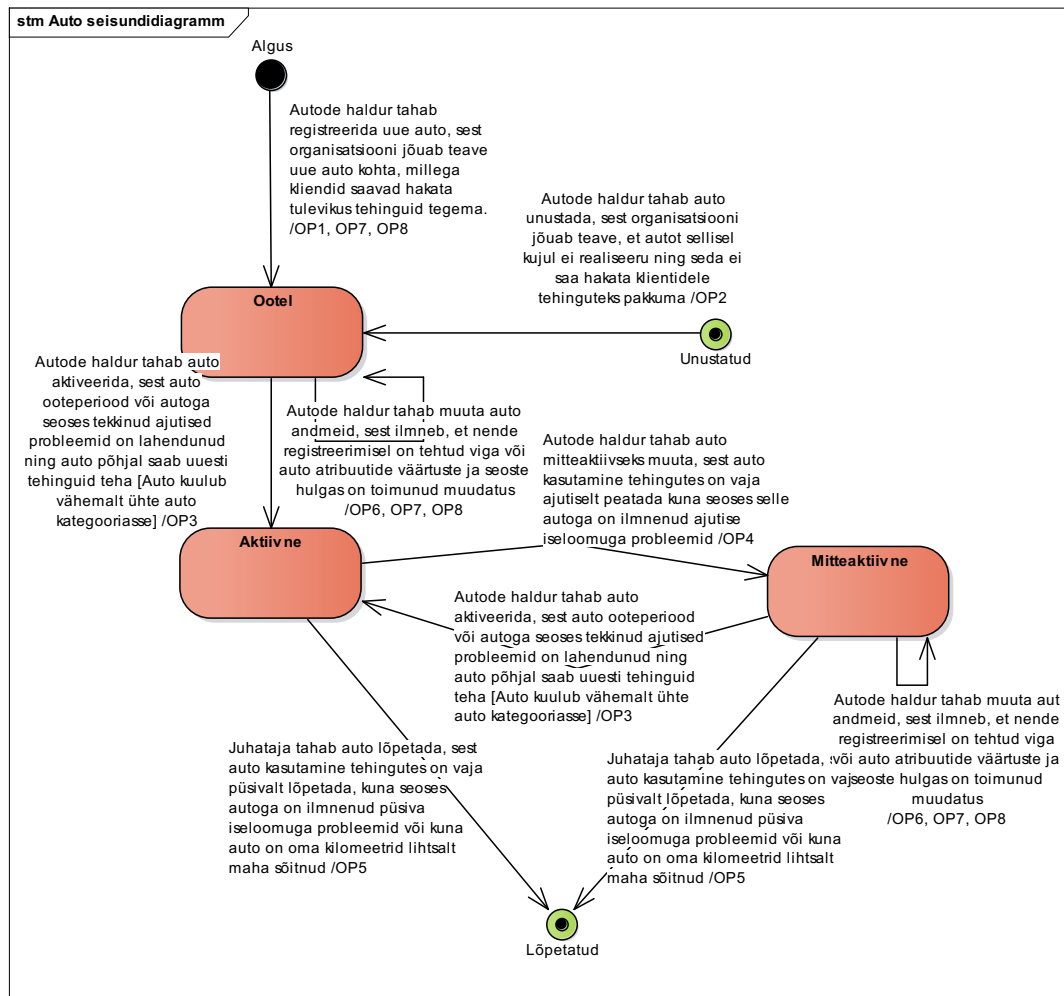 stm Auto seisundidiagramm
Algus
Autode haldur tahab
registreerida uue auto, sest
organisatsiooni jõuab teave
uue auto kohta, millega
kliendid saavad hakata
tulevikus tehinguid tegema.
/OP1, OP7, OP8
Autode haldur tahab auto
unustada, sest organisatsiooni
jõuab teave, et autot sellisel
kujul ei realiseeru ning seda ei
saa hakata klientidele
tehinguteks pakkuma /OP2
Ootel
Unustatud
Autode haldur tahab auto
aktiveerida, sest auto
ooteperiood või autoga
seoses tekkinud ajutised
probleemid on lahendunud
ning auto põhjal saab uuesti
tehinguid teha [Auto kuulub
vähemalt ühte auto
kategooriasse] /OP3
Autode haldur tahab muuta auto
andmeid, sest ilmneb, et nende
registreerimisel on tehtud viga või
auto atribuutide väärtuste ja seoste
hulgas on toimunud muudatus
/OP6, OP7, OP8
Autode haldur tahab auto
mitteaktiivseks muuta, sest auto
kasutamine tehingutes on vaja
ajutiselt peatada kuna seoses selle
autoga on ilmnenud ajutise
iseloomuga probleemid /OP4
Aktiivne
Mitteaktiivne
Autode haldur tahab auto
aktiveerida, sest auto ooteperiood
või autoga seoses tekkinud ajutised
probleemid on lahendunud ning
auto põhjal saab uuesti tehinguid
teha [Auto kuulub vähemalt ühte
auto kategooriasse] /OP3
Autode haldur tahab muuta aut
andmeid, sest ilmneb, et nende
registreerimisel on tehtud viga
või auto atribuutide väärtuste ja
seoste hulgas on toimunud
muudatus
/OP6, OP7, OP8
Juhataja tahab auto lõpetada, sest
auto kasutamine tehingutes on vaja
püsivalt lõpetada, kuna seoses
autoga on ilmnenud püsiva
iseloomuga probleemid või kuna
auto on oma kilomeetrid lihtsalt
maha sõitnud /OP5
Juhataja tahab auto lõpetada,
auto kasutamine tehingutes on vaja
püsivalt lõpetada, kuna seoses
autoga on ilmnenud püsiva
iseloomuga probleemid või kuna
auto on oma kilomeetrid lihtsalt
maha sõitnud /OP5
Lõpetatud